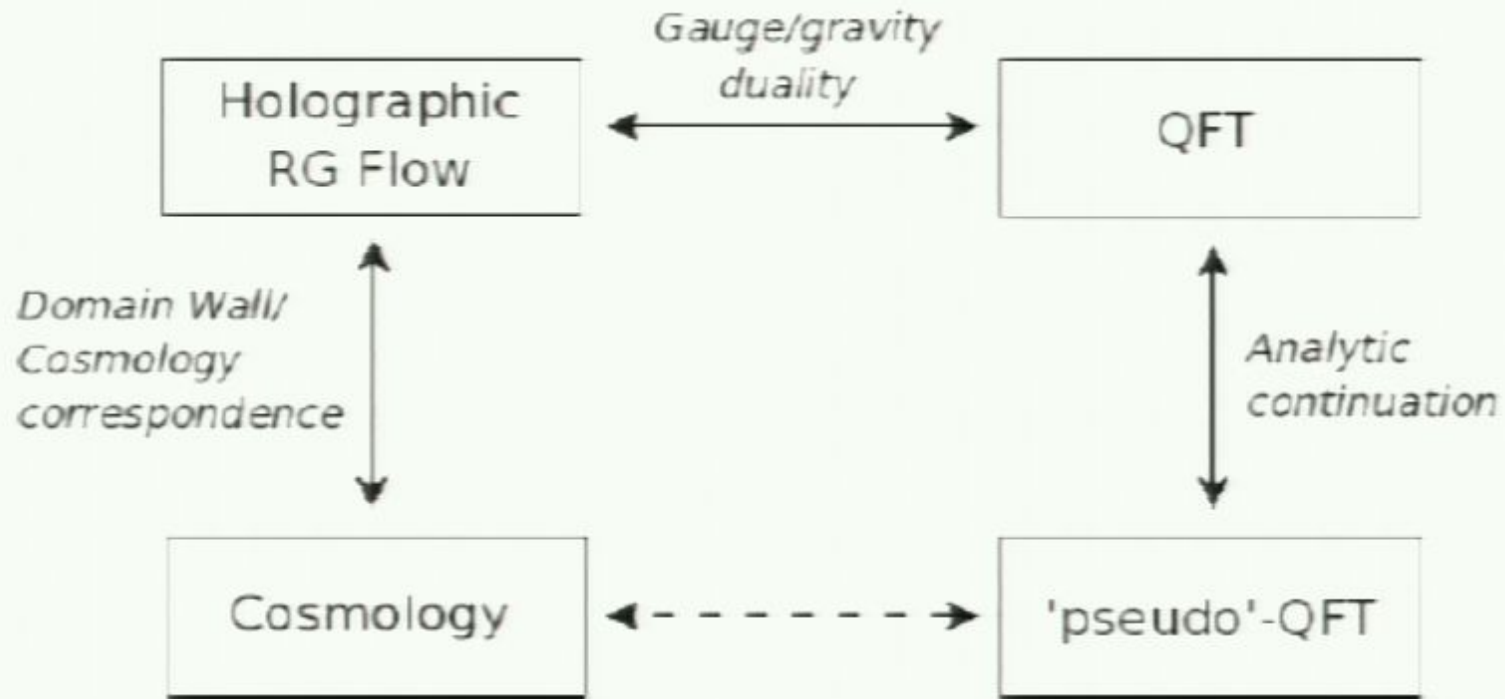 Gauge/gravity
duality
Holographic
RG Flow
QFT
Domain Wall/
Cosmology
correspondence
Analytic
continuation
Cosmology
'pseudo'-QFT